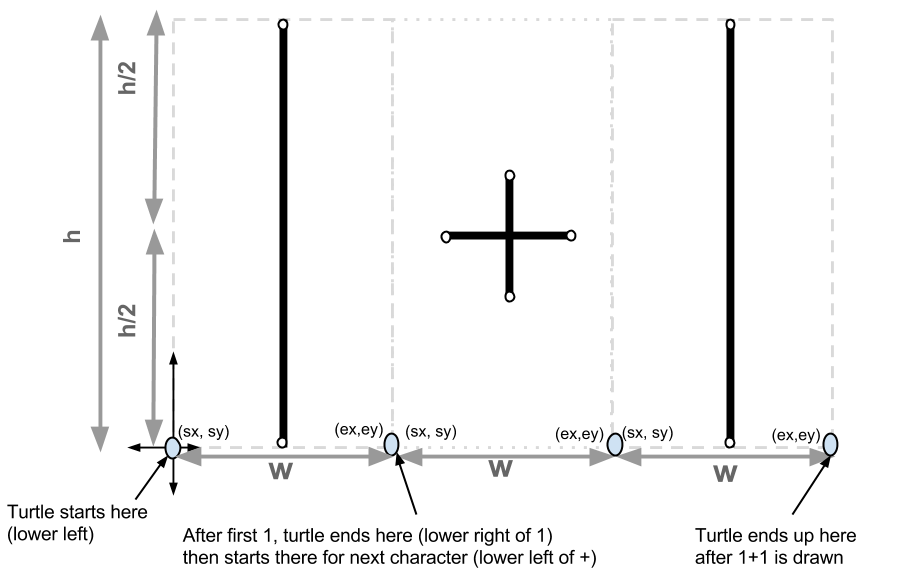 h/2
h
h/2
(sx, sy)
(ex,ey)
(sx, sy)
(ex,ey)
(sx, sy)
(ex,ey)
W
W
W
Turtle starts here
(lower left)
After first 1, turtle ends here (lower right of 1)
then starts there for next character (lower left of +)
Turtle ends up here
after 1+1 is drawn